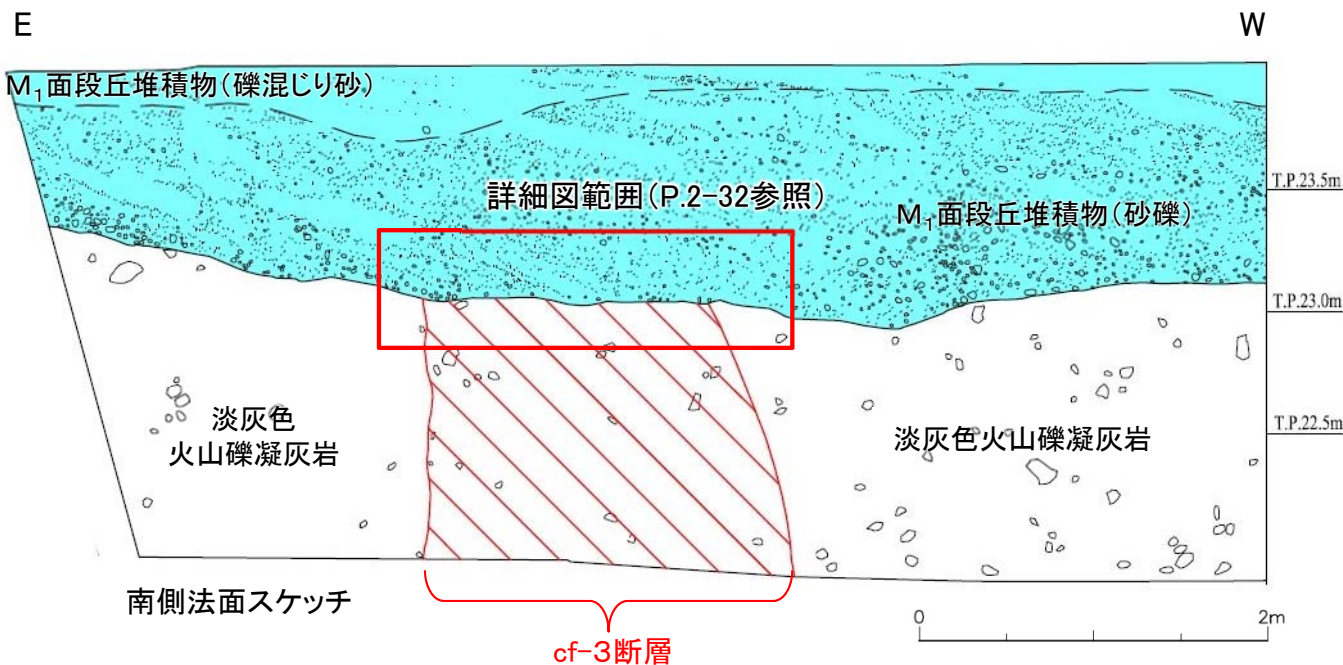 E
W
M₁面段丘堆積物(礫混じり砂)
詳細図範囲(P.2-32参照)
T.P.23.5m
M₁面段丘堆積物(砂礫)
T.P.23.0m
淡灰色
火山礫凝灰岩
淡灰色火山礫凝灰岩
T.P.22.5m
南側法面スケッチ
0
2m
cf-3断層